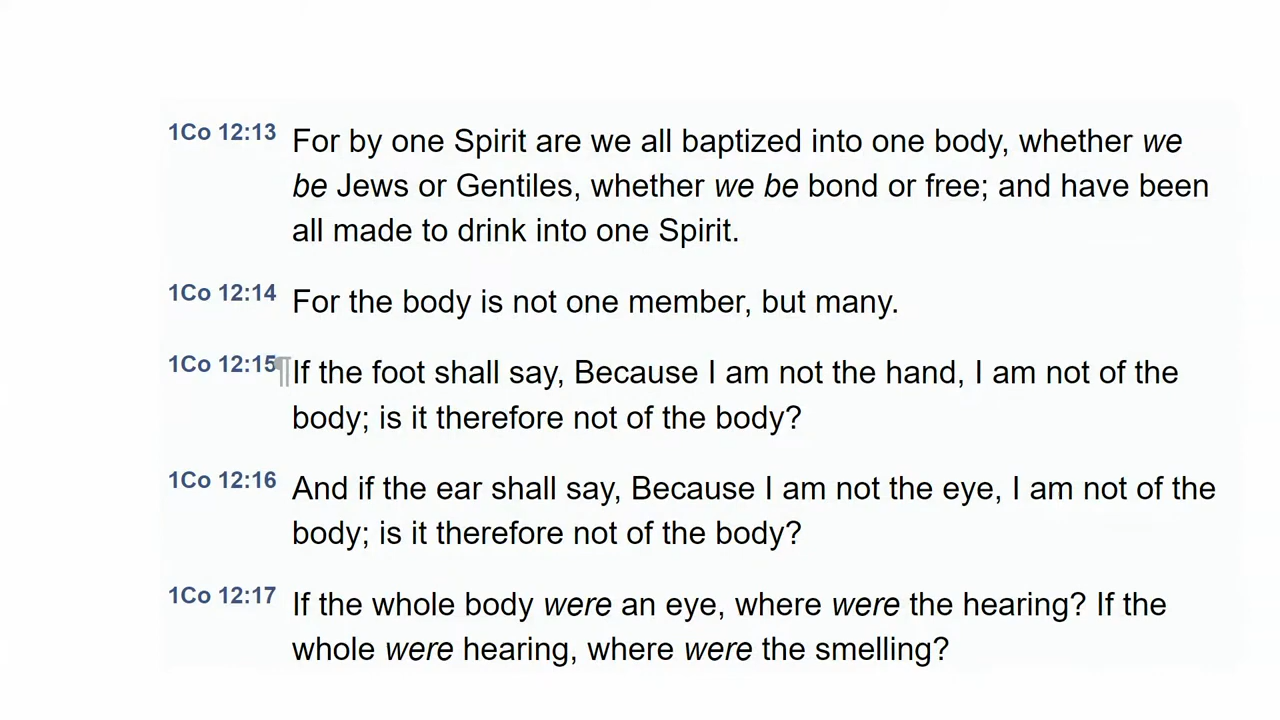 1Co 12:13 For by one Spirit are we all baptized into one body, whether we
be Jews or Gentiles, whether we be bond or free; and have been
all made to drink into one Spirit.
1Co 12:14 For the body is not one member, but many.
1Co 12:15 ¶If the foot shall say, Because I am not the hand, I am not of the
body; is it therefore not of the body?
1Co 12:16 And if the ear shall say, Because I am not the eye, I am not of the
body; is it therefore not of the body?
1Co 12:17 If the whole body were an eye, where were the hearing? If the
whole were hearing, where were the smelling?